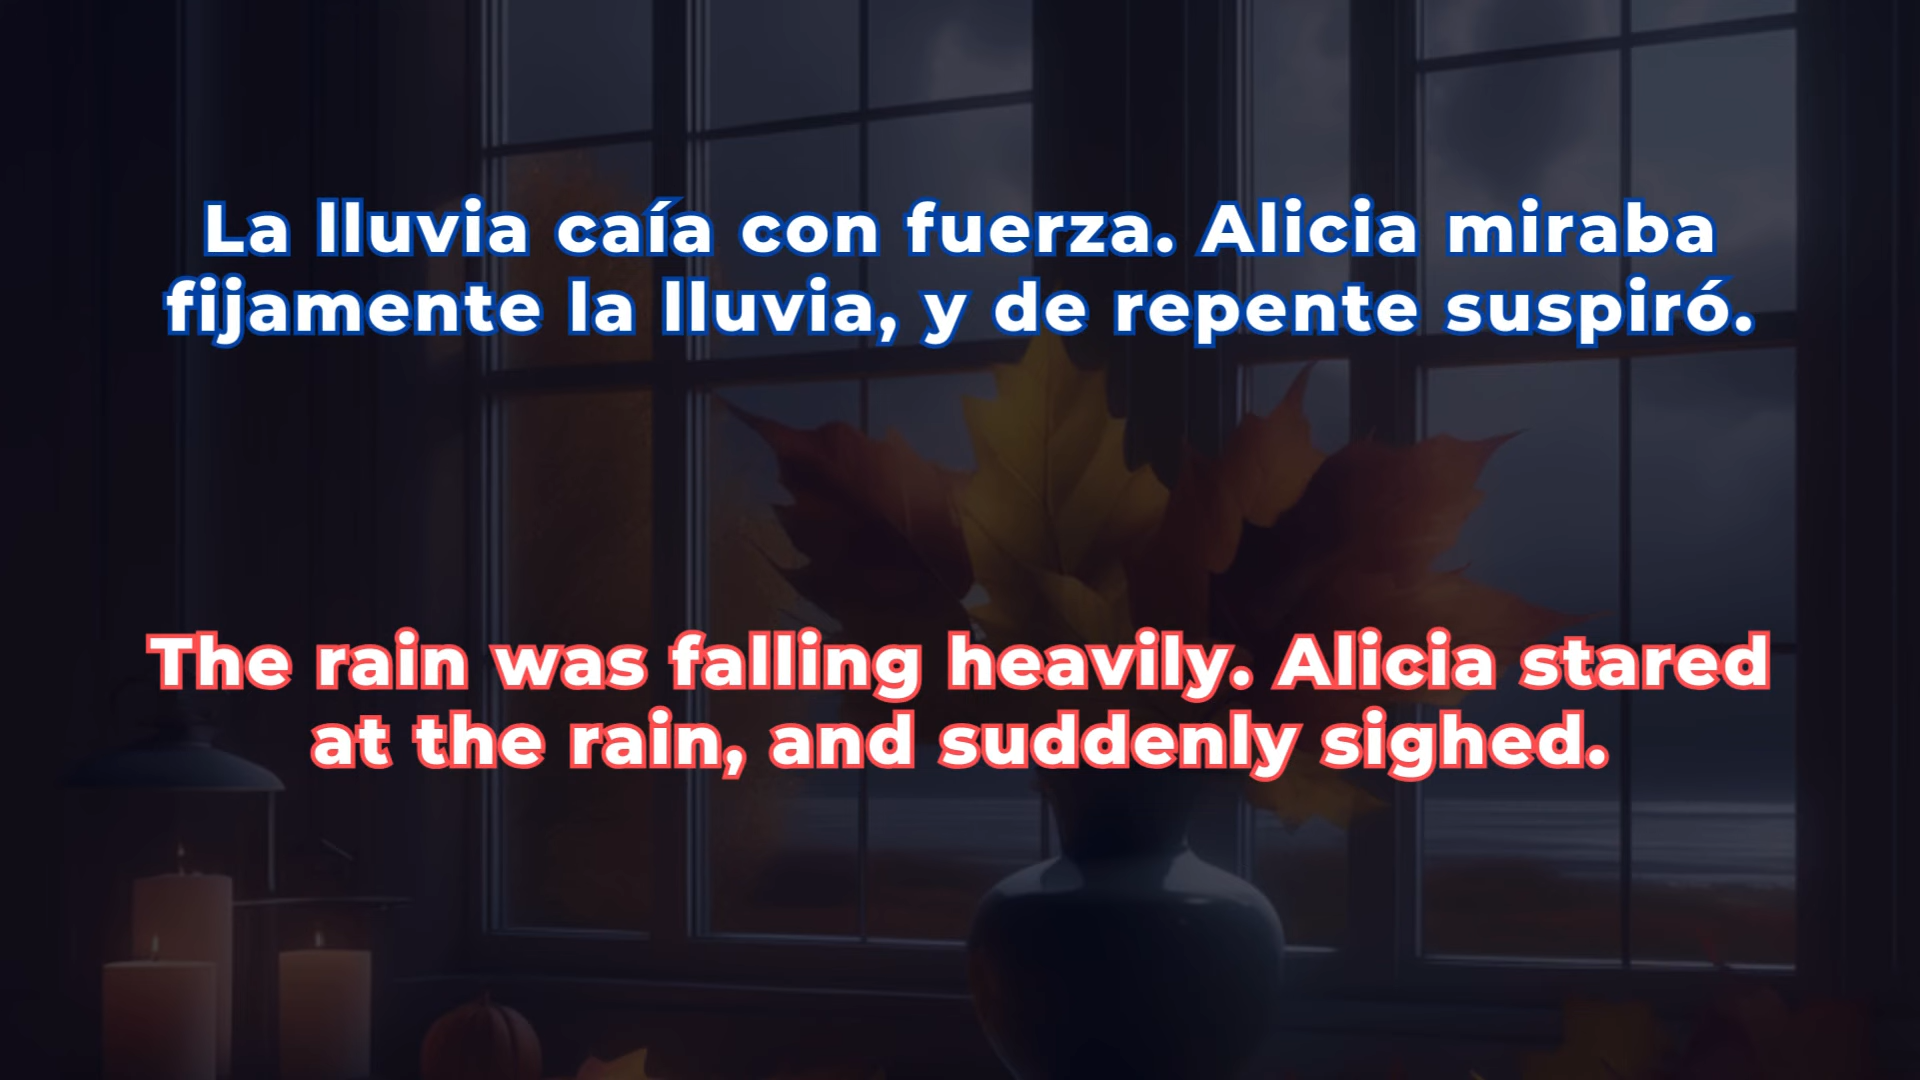 La lluvia caía con fuerza. Alicia miraba
fijamente la lluvia, y de repente suspiró.
The rain was falling heavily. Alicia stared
at the rain, and suddenly sighed.